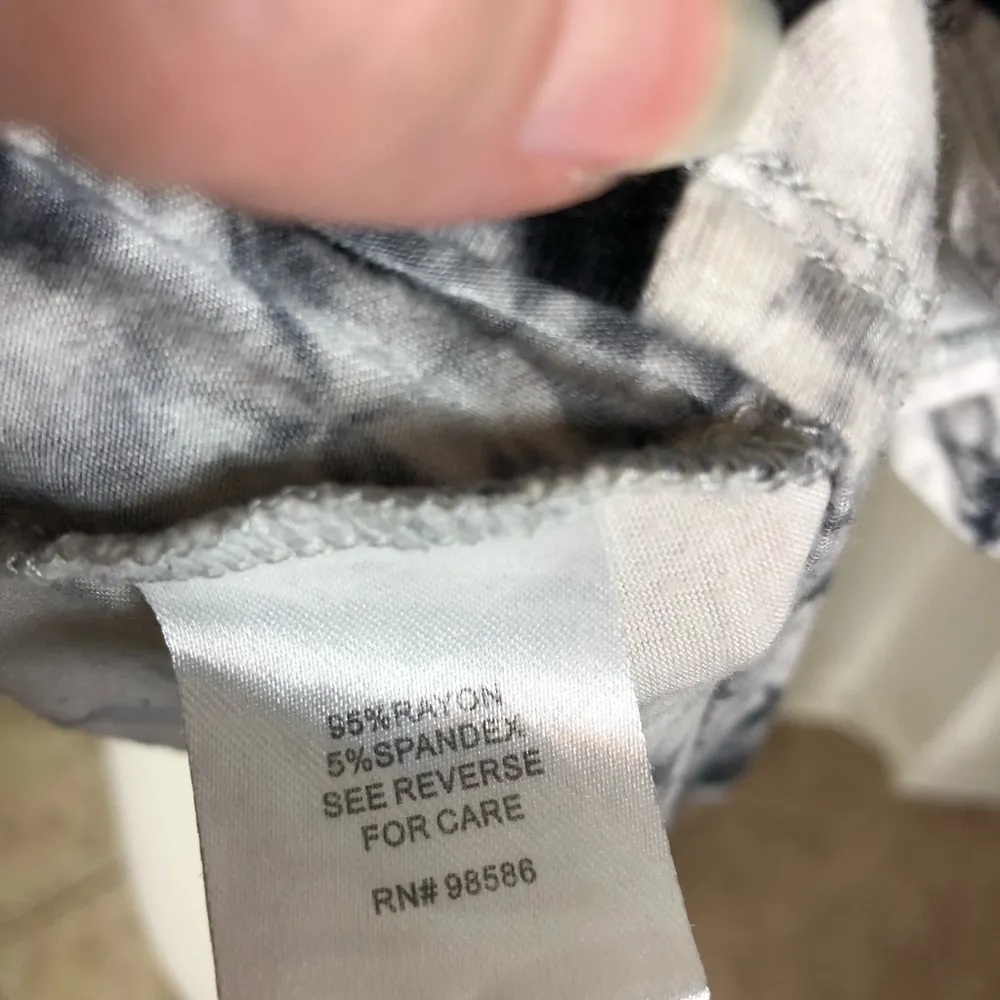 95%RAYON
5%SPANDEX
SEE REVERSE
FOR CARE
RN# 98586